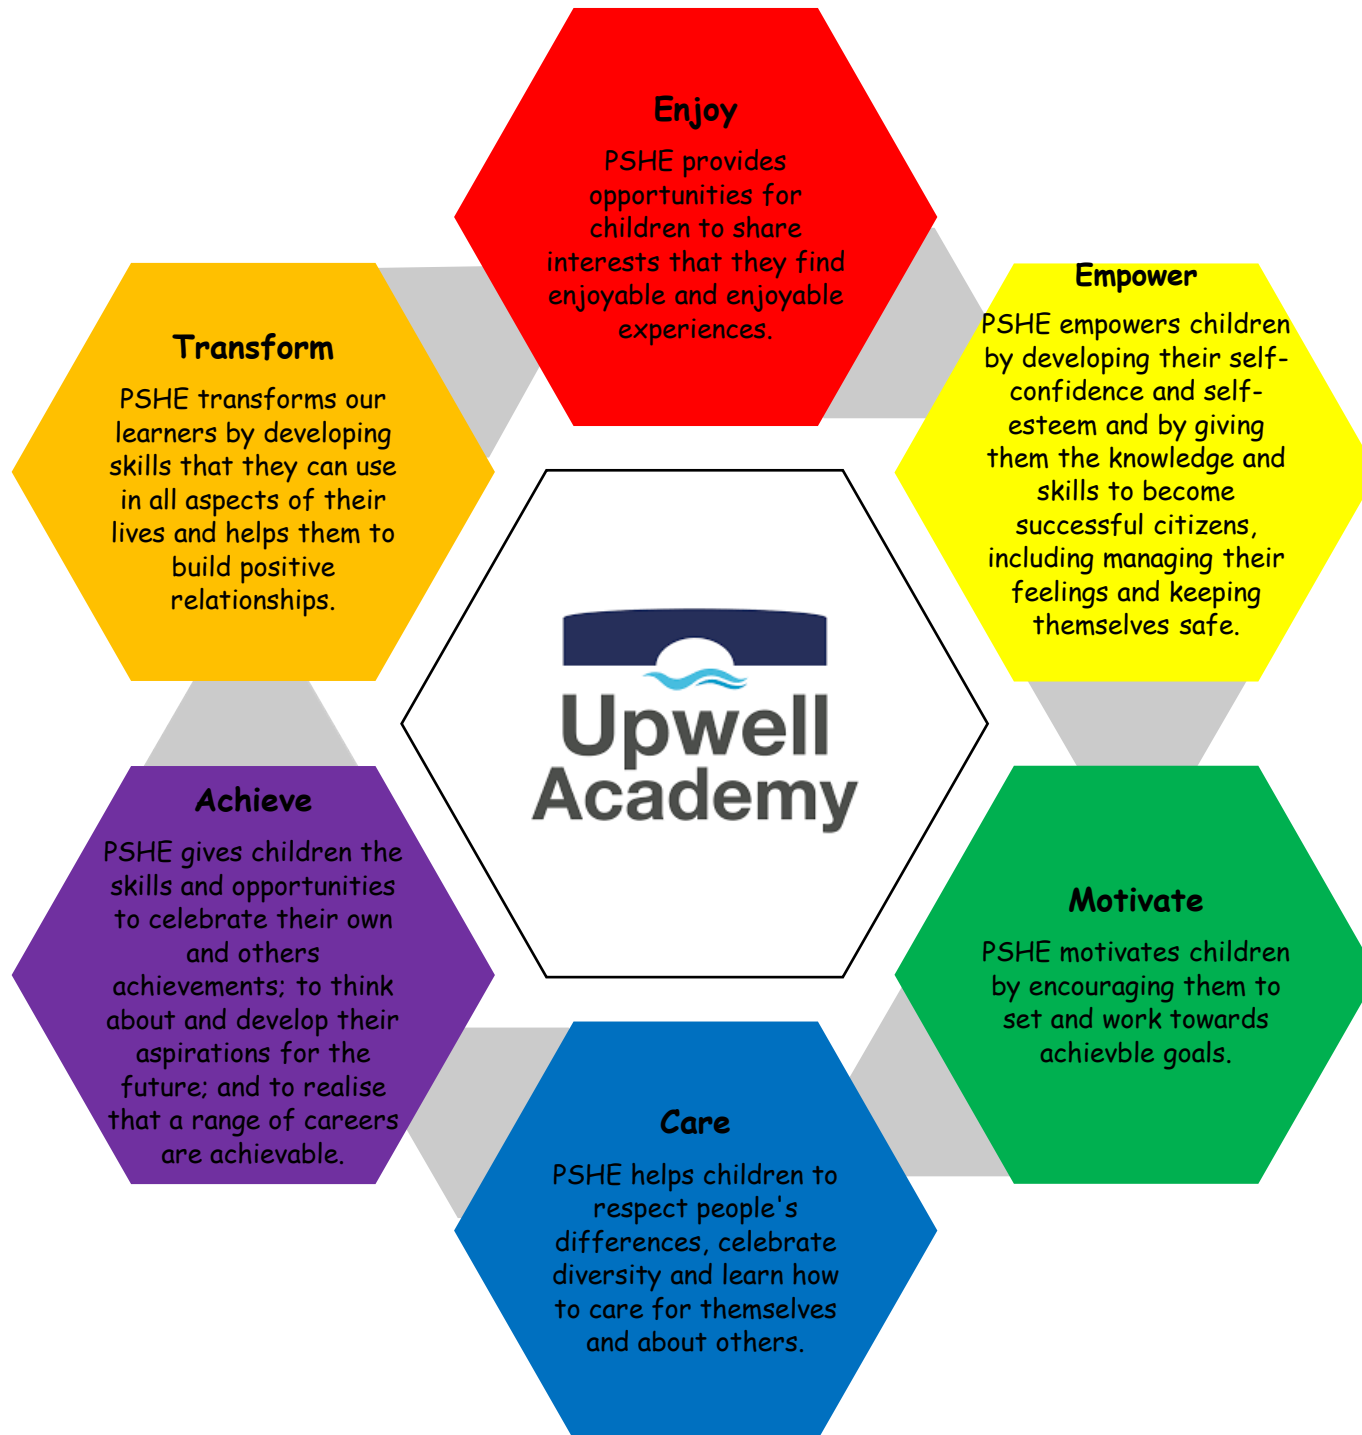 Enjoy
PSHE provides
opportunities for
children to share
interests that they find
enjoyable and enjoyable
experiences.
Empower
PSHE empowers children
by developing their self-
confidence and self-
esteem and by giving
them the knowledge and
skills to become
successful citizens,
including managing their
feelings and keeping
themselves safe.
Motivate
PSHE motivates children
by encouraging them to
set and work towards
achievble goals.
Care
PSHE helps children to
respect people's
differences, celebrate
diversity and learn how
to care for themselves
and about others.
Achieve
PSHE gives children the
skills and opportunities
to celebrate their own
and others
achievements; to think
about and develop their
aspirations for the
future; and to realise
that a range of careers
are achievable.
Transform
PSHE transforms our
learners by developing
skills that they can use
in all aspects of their
lives and helps them to
build positive
relationships.
Upwell
Academy